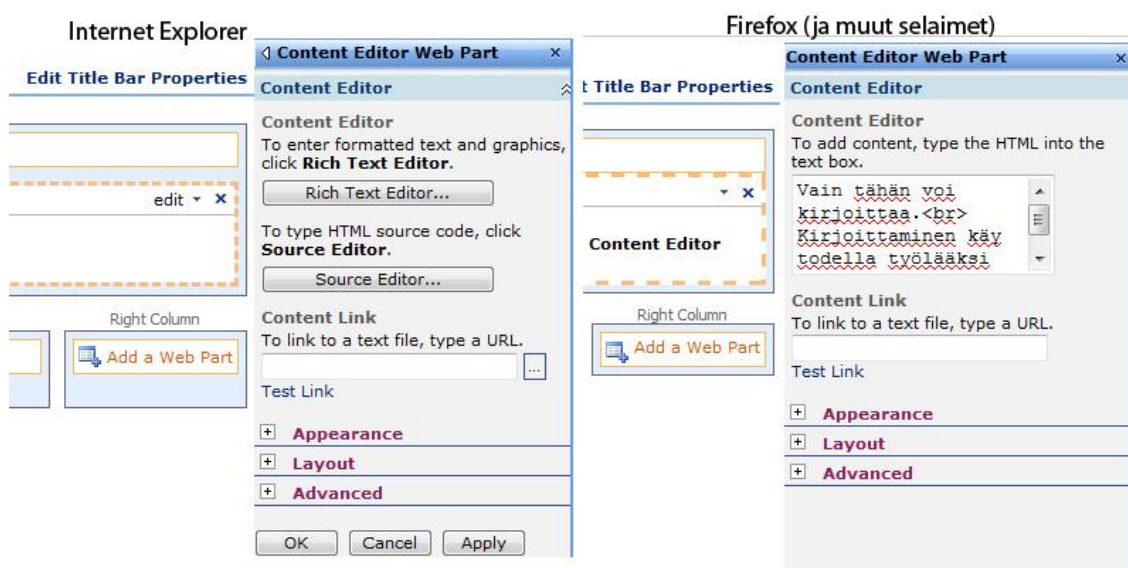 Internet Explorer
Edit Title Bar Properties
edit
Right Column
Add a Web Part
Content Editor Web Part
Content Editor
Content Editor
To enter formatted text and graphics,
click Rich Text Editor.
Rich Text Editor...
To type HTML source code, click
Source Editor.
Source Editor...
Content Link
To link to a text file, type a URL.
...
Test Link
+ Appearance
+ Layout
+ Advanced
OK Cancel Apply
Firefox (ja muut selaimet)
t Title Bar Properties
Content Editor
Right Column
Add a Web Part
Content Editor Web Part
Content Editor
Content Editor
To add content, type the HTML into the
text box.
Vain tähän voi
kirjoittaa.<br>
Kirjoittaminen käy
todella työlääksi
Content Link
To link to a text file, type a URL.
Test Link
+ Appearance
+ Layout
+ Advanced